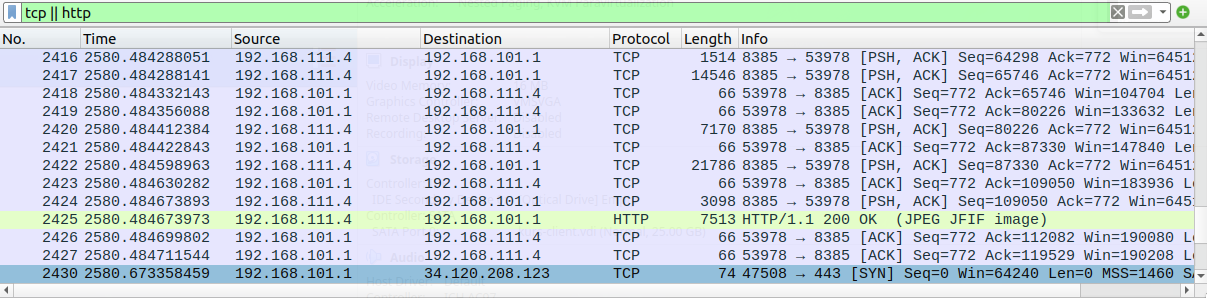 tcp || http
No. Time Source Destination Protocol Length Info
2416 2580.484288051 192.168.111.4 192.168.101.1 TCP 1514 8385 → 53978 [PSH, ACK] Seq=64298 Ack=772 Win=64512
2417 2580.484288141 192.168.111.4 192.168.101.1 TCP 14546 8385 → 53978 [PSH, ACK] Seq=65746 Ack=772 Win=64512
2418 2580.484332143 192.168.101.1 192.168.111.4 TCP 66 53978 → 8385 [ACK] Seq=772 Ack=65746 Win=104704 Len
2419 2580.484356088 192.168.101.1 192.168.111.4 TCP 66 53978 → 8385 [ACK] Seq=772 Ack=80226 Win=133632 Len
2420 2580.484412384 192.168.111.4 192.168.101.1 TCP 7170 8385 → 53978 [PSH, ACK] Seq=80226 Ack=772 Win=64512
2421 2580.484422843 192.168.101.1 192.168.111.4 TCP 66 53978 → 8385 [ACK] Seq=772 Ack=87330 Win=147840 Len
2422 2580.484598963 192.168.111.4 192.168.101.1 TCP 21786 8385 → 53978 [PSH, ACK] Seq=87330 Ack=772 Win=64512
2423 2580.484630282 192.168.101.1 192.168.111.4 TCP 66 53978 → 8385 [ACK] Seq=772 Ack=109050 Win=183936 Le
2424 2580.484673893 192.168.111.4 192.168.101.1 TCP 3098 8385 → 53978 [PSH, ACK] Seq=109050 Ack=772 Win=6451
2425 2580.484673973 192.168.111.4 192.168.101.1 HTTP 7513 HTTP/1.1 200 OK (JPEG JFIF image)
2426 2580.484699802 192.168.101.1 192.168.111.4 TCP 66 53978 → 8385 [ACK] Seq=772 Ack=112082 Win=190080 Le
2427 2580.484711544 192.168.101.1 192.168.111.4 TCP 66 53978 → 8385 [ACK] Seq=772 Ack=119529 Win=190208 Le
2430 2580.673358459 192.168.101.1 34.120.208.123 TCP 74 47508 → 443 [SYN] Seq=0 Win=64240 Len=0 MSS=1460 SA